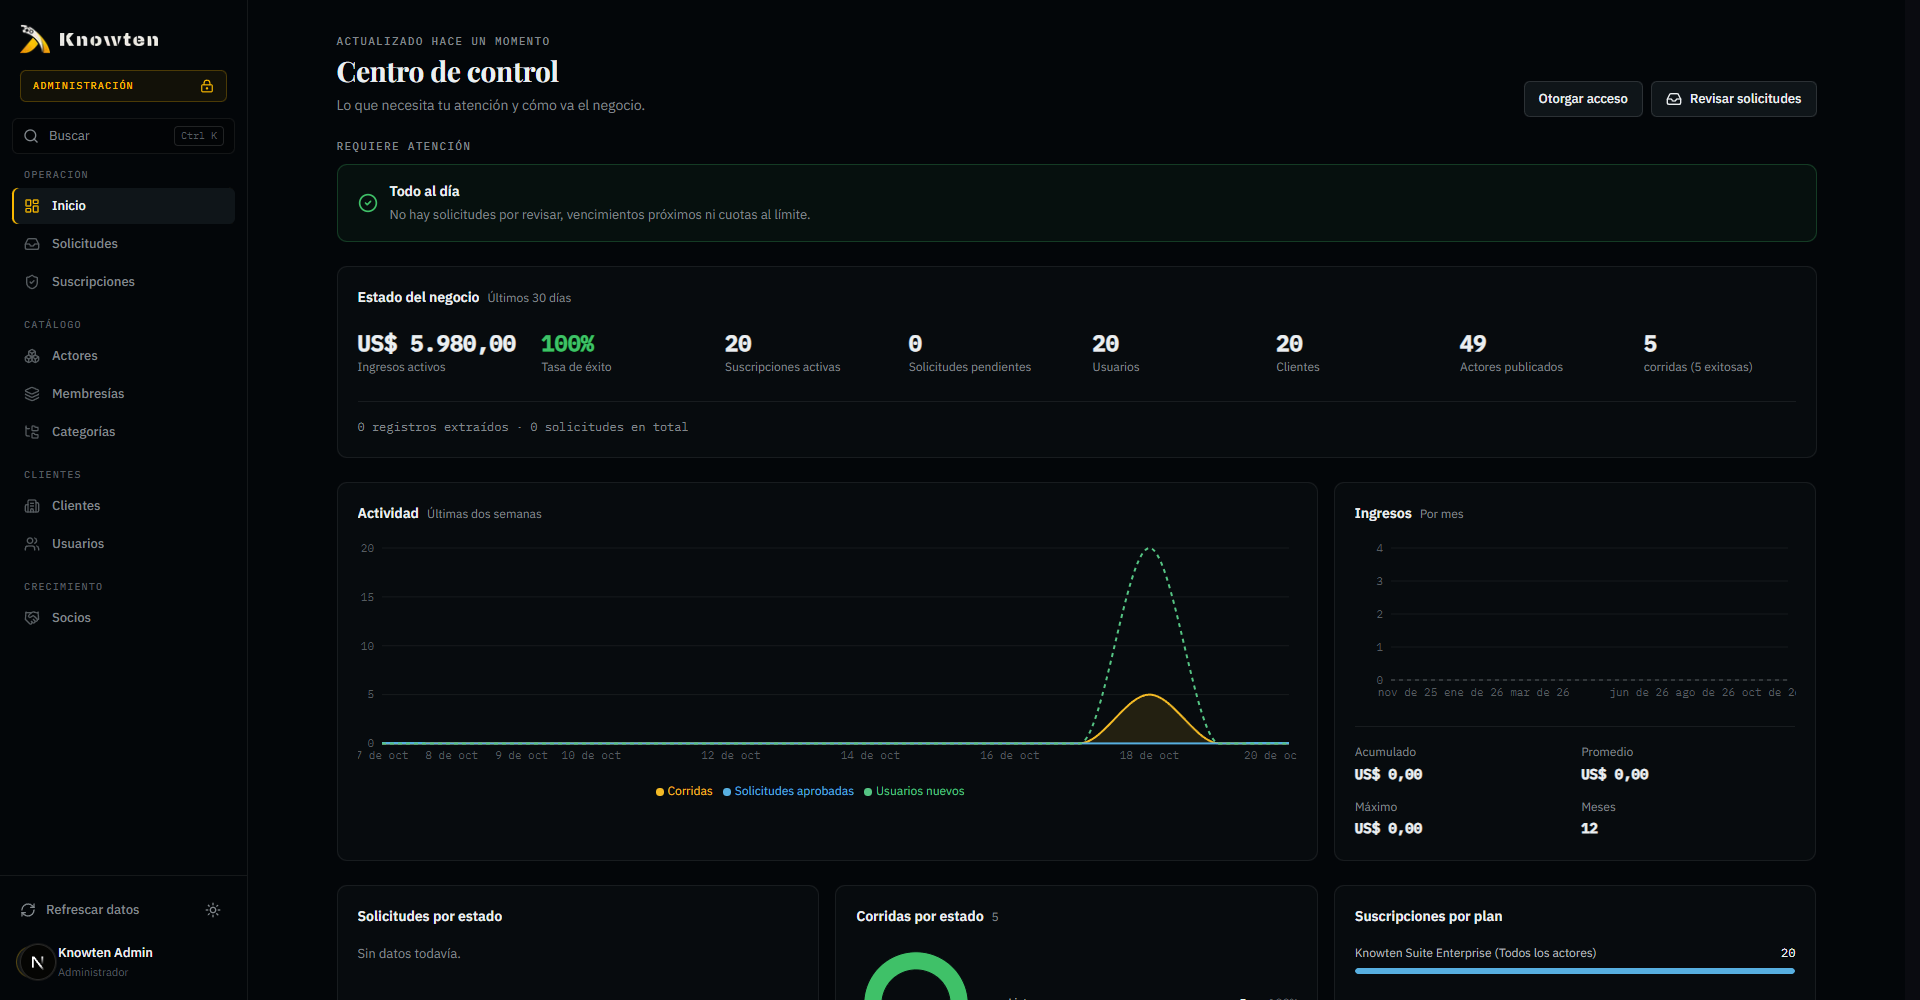 Knowten
ADMINISTRACIÓN
Buscar Ctrl K
OPERACIÓN
Inicio
Solicitudes
Suscripciones
CATÁLOGO
Actores
Membresías
Categorías
CLIENTES
Clientes
Usuarios
CRECIMIENTO
Socios
Refrescar datos
N
Knowten Admin
Administrador
ACTUALIZADO HACE UN MOMENTO
Centro de control
Lo que necesita tu atención y cómo va el negocio.
Otorgar acceso
Revisar solicitudes
REQUIERE ATENCIÓN
Todo al día
No hay solicitudes por revisar, vencimientos próximos ni cuotas al límite.
Estado del negocio Últimos 30 días
US$ 5.980,00
Ingresos activos
100%
Tasa de éxito
20
Suscripciones activas
0
Solicitudes pendientes
20
Usuarios
20
Clientes
49
Actores publicados
5
corridas (5 exitosas)
0 registros extraídos · 0 solicitudes en total
Actividad Últimas dos semanas
20
15
10
5
0
7 de oct 8 de oct 9 de oct 10 de oct 12 de oct 14 de oct 16 de oct 18 de oct 20 de oc
Corridas Solicitudes aprobadas Usuarios nuevos
Ingresos Por mes
4
3
2
1
0
nov de 25 ene de 26 mar de 26 jun de 26 ago de 26 oct de 2
Acumulado
US$ 0,00
Promedio
US$ 0,00
Máximo
US$ 0,00
Meses
12
Solicitudes por estado
Sin datos todavía.
Corridas por estado 5
Suscripciones por plan
Knowten Suite Enterprise (Todos los actores) 20